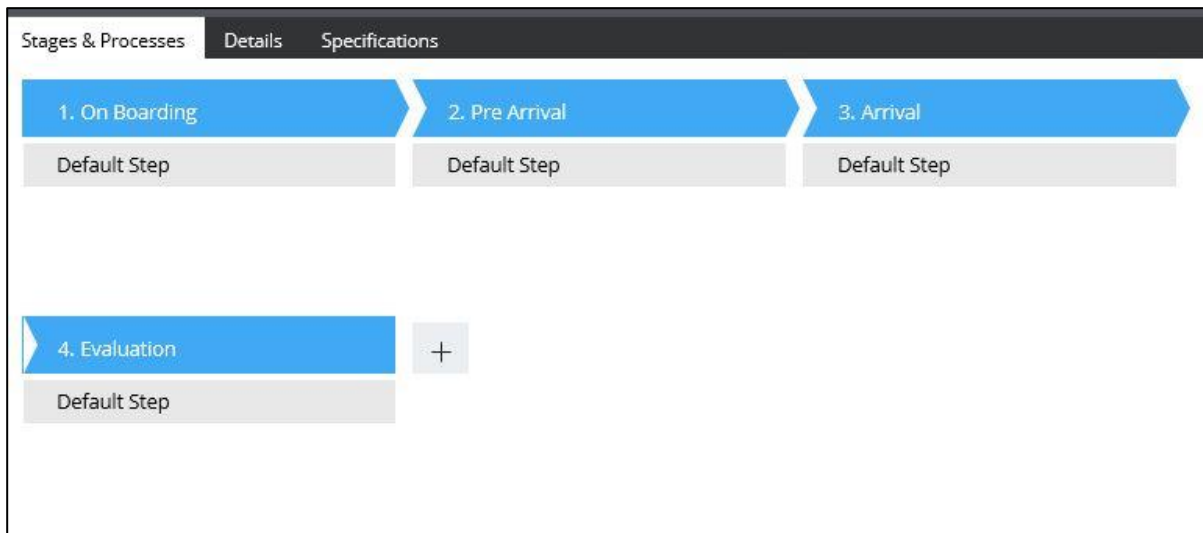 Stages & Processes Details Specifications
1. On Boarding 2. Pre Arrival 3. Arrival
Default Step Default Step Default Step
4. Evaluation +
Default Step